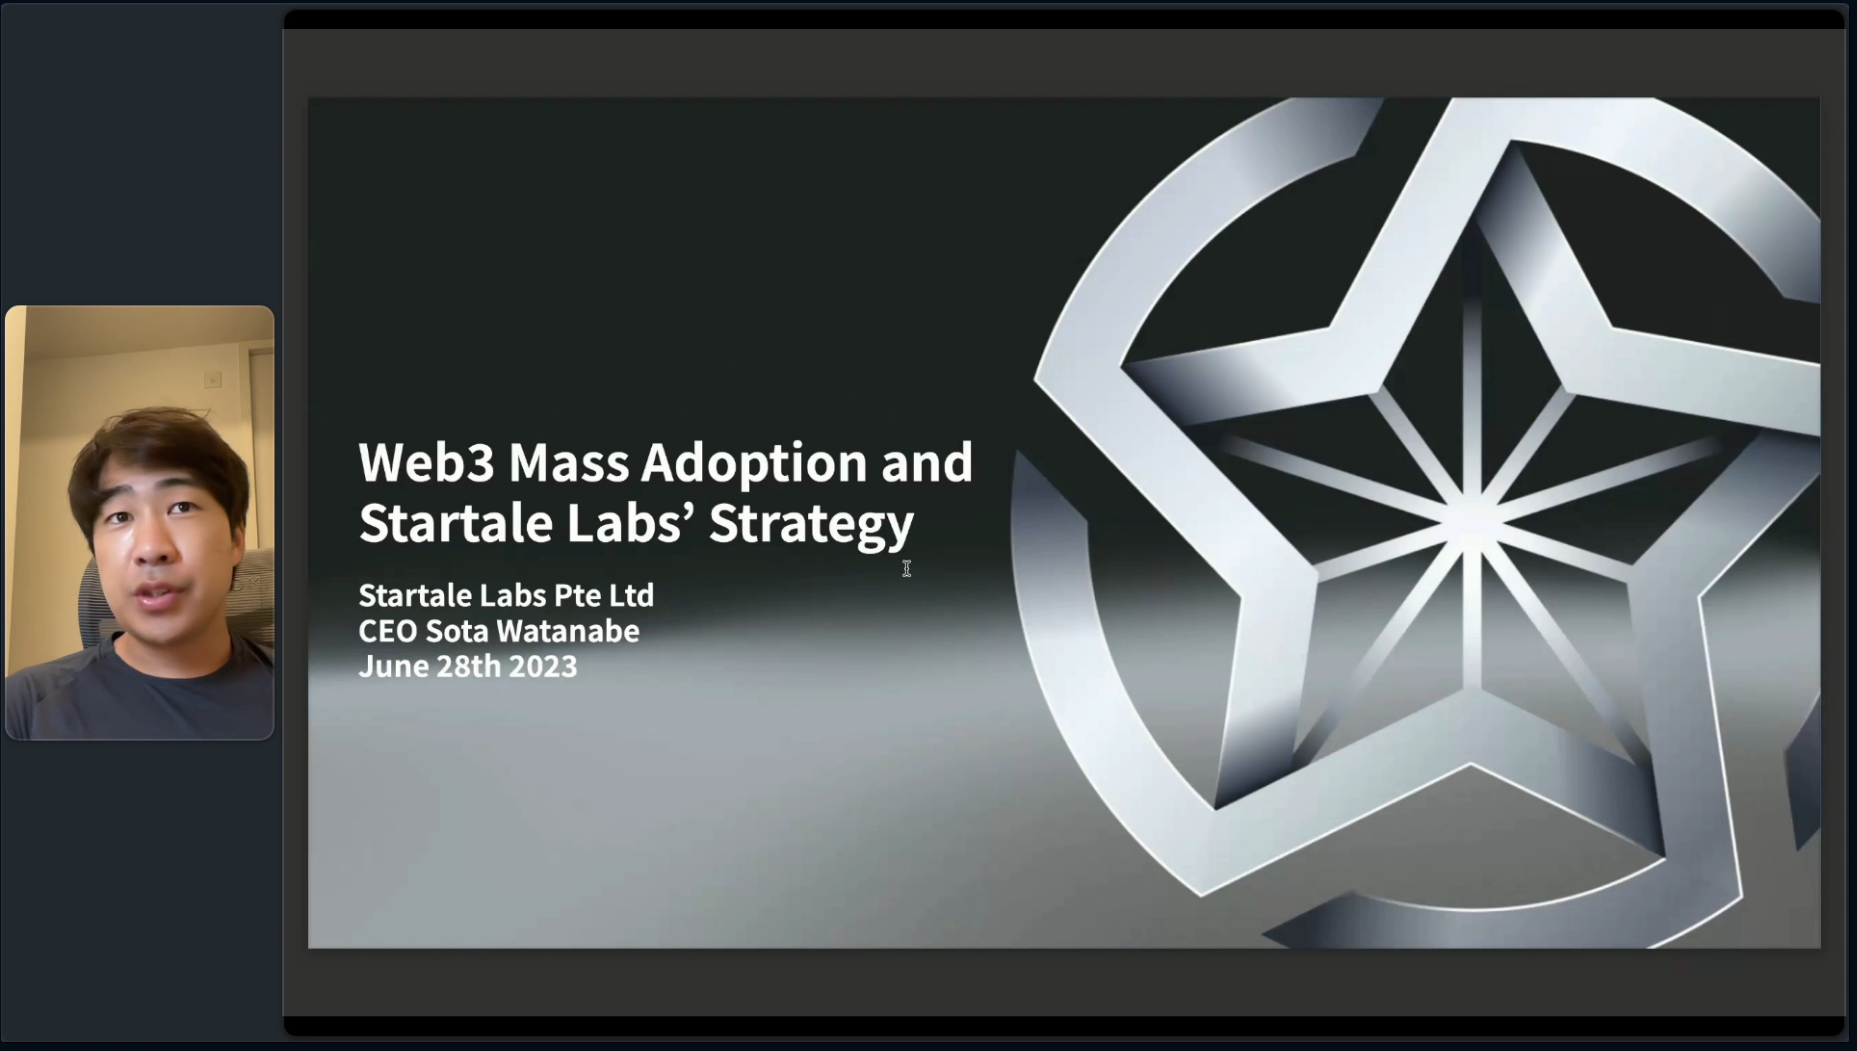 Web3 Mass Adoption and
Startale Labs’ Strategy
Startale Labs Pte Ltd
CEO Sota Watanabe
June 28th 2023